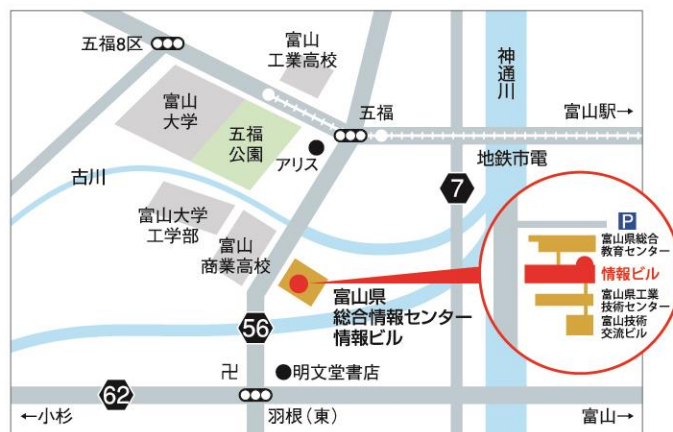 五福8区
富山
工業高校
神通川
富山
大学
五福
公園
五福
富山駅→
アリス
地鉄市電
古川
7
P
富山大学
工学部
富山
商業高校
富山県総合
教育センター
情報ビル
富山県工業
技術センター
富山技術
交流ビル
富山県
総合情報センター
情報ビル
56
卍
明文堂書店
62
←小杉
羽根(東)
富山→